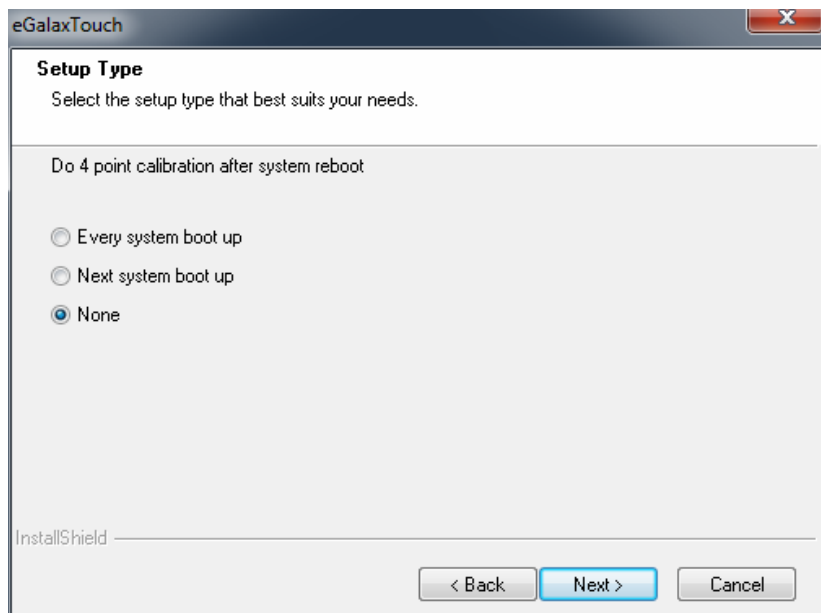 eGalaxTouch
X
Setup Type
Select the setup type that best suits your needs.
Do 4 point calibration after system reboot
Every system boot up
Next system boot up
None
InstallShield
< Back
Next >
Cancel